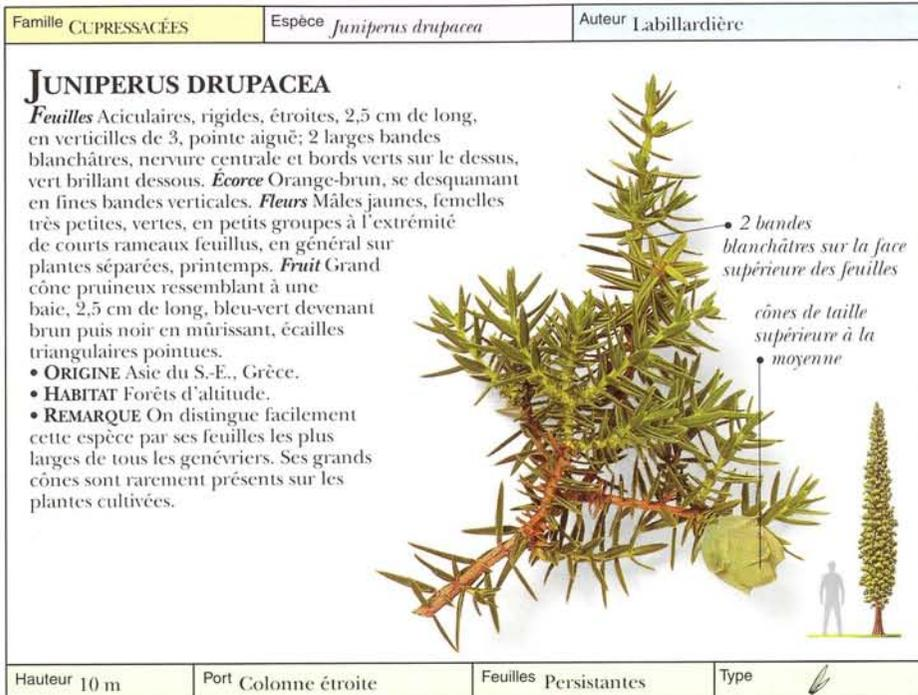 Famille CUPRESSACÉES
Espèce Juniperus drupacea
Auteur Labillardière
JUNIPERUS DRUPACEA
Feuilles Aciculaires, rigides, étroites, 2,5 cm de long,
en verticilles de 3, pointe aiguë; 2 larges bandes
blanchâtres, nervure centrale et bords verts sur le dessus,
vert brillant dessous. Écorce Orange-brun, se desquamant
en fines bandes verticales. Fleurs Mâles jaunes, femelles
très petites, vertes, en petits groupes à l'extrémité
de courts rameaux feuillus, en général sur
plantes séparées, printemps. Fruit Grand
cône pruineux ressemblant à une
baie, 2,5 cm de long, bleu-vert devenant
brun puis noir en mûrissant, écailles
triangulaires pointues.
• ORIGINE Asie du S.-E., Grèce.
• HABITAT Forêts d'altitude.
• REMARQUE On distingue facilement
cette espèce par ses feuilles les plus
larges de tous les genévriers. Ses grands
cônes sont rarement présents sur les
plantes cultivées.
• 2 bandes
blanchâtres sur la face
supérieure des feuilles
cônes de taille
supérieure à la
• moyenne
Hauteur 10 m
Port Colonne étroite
Feuilles Persistantes
Type